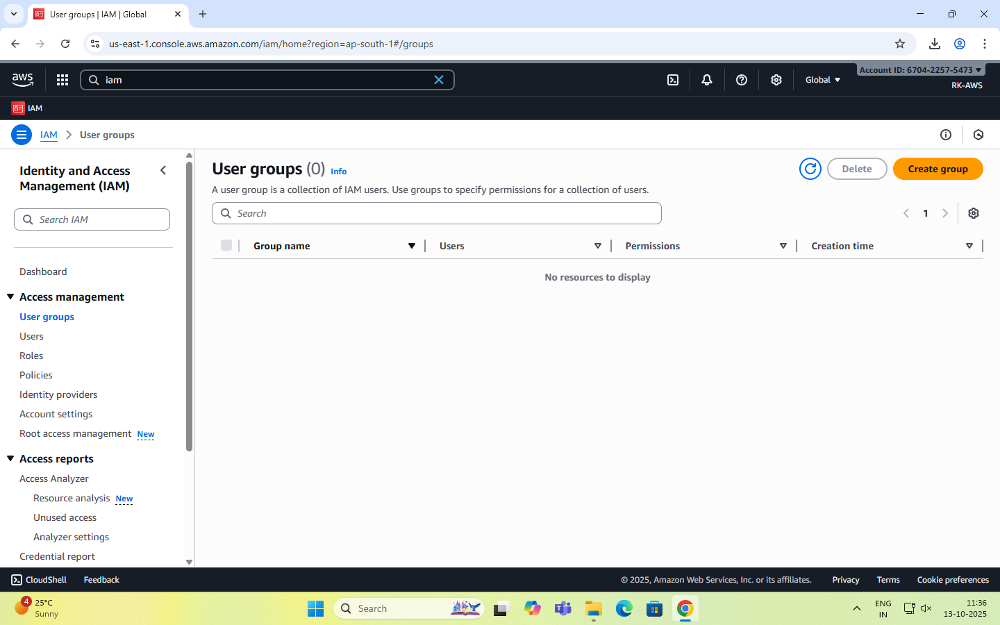 User groups | IAM | Global
us-east-1.console.aws.amazon.com/iam/home?region=ap-south-1#/groups
aws
iam
Global
Account ID: 6704-2257-5473
RK-AWS
IAM
IAM
User groups
Identity and Access
Management (IAM)
Search IAM
Dashboard
Access management
User groups
Users
Roles
Policies
Identity providers
Account settings
Root access management New
Access reports
Access Analyzer
Resource analysis New
Unused access
Analyzer settings
Credential report
User groups (0) Info
Delete
Create group
A user group is a collection of IAM users. Use groups to specify permissions for a collection of users.
Search
1
Group name Users Permissions Creation time
No resources to display
CloudShell Feedback © 2025, Amazon Web Services, Inc. or its affiliates. Privacy Terms Cookie preferences
4
25°C
Sunny
Search
ENG
IN
11:36
13-10-2025